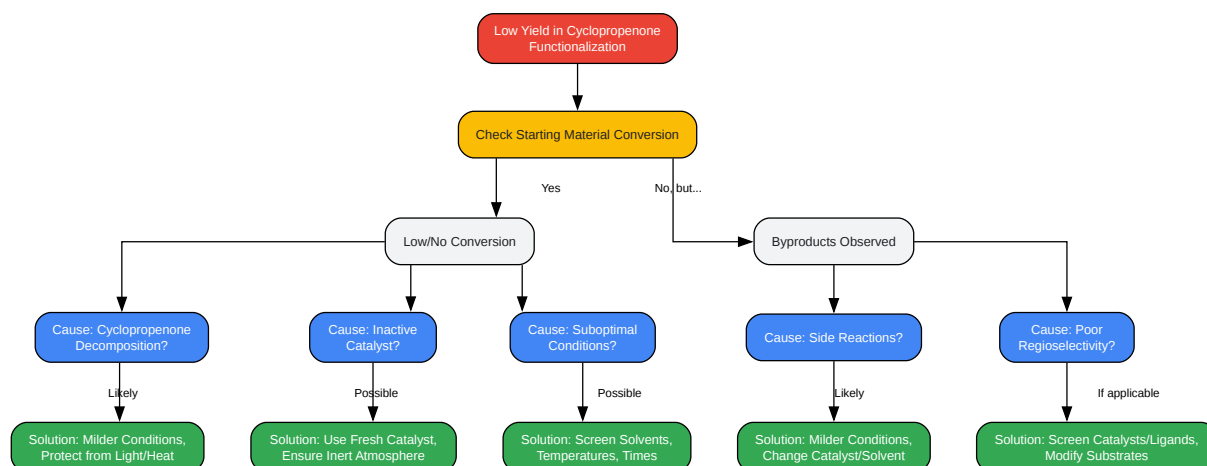 Low Yield in Cyclopropenone
Functionalization
Check Starting Material Conversion
Yes
No, but...
Low/No Conversion
Byproducts Observed
Cause: Cyclopropenone
Decomposition?
Cause: Inactive
Catalyst?
Cause: Suboptimal
Conditions?
Cause: Side Reactions?
Cause: Poor
Regioselectivity?
Likely
Possible
Possible
Likely
If applicable
Solution: Milder Conditions,
Protect from Light/Heat
Solution: Use Fresh Catalyst,
Ensure Inert Atmosphere
Solution: Screen Solvents,
Temperatures, Times
Solution: Milder Conditions,
Change Catalyst/Solvent
Solution: Screen Catalysts/Ligands,
Modify Substrates